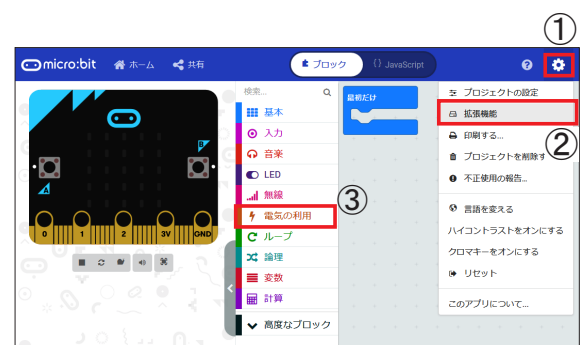 ①
micro:bit ホーム 共有 ブロック {} JavaScript ?
検索...
基本
入力
音楽
LED
無線
電気の利用
ループ
論理
変数
計算
高度なブロック
③
最初だけ
プロジェクトの設定
拡張機能
印刷する...
プロジェクトを削除す
②
不正使用の報告...
言語を変える
ハイコントラストをオンにする
クロマキーをオンにする
リセット
このアプリについて...
B
A
0 1 2 3V GND